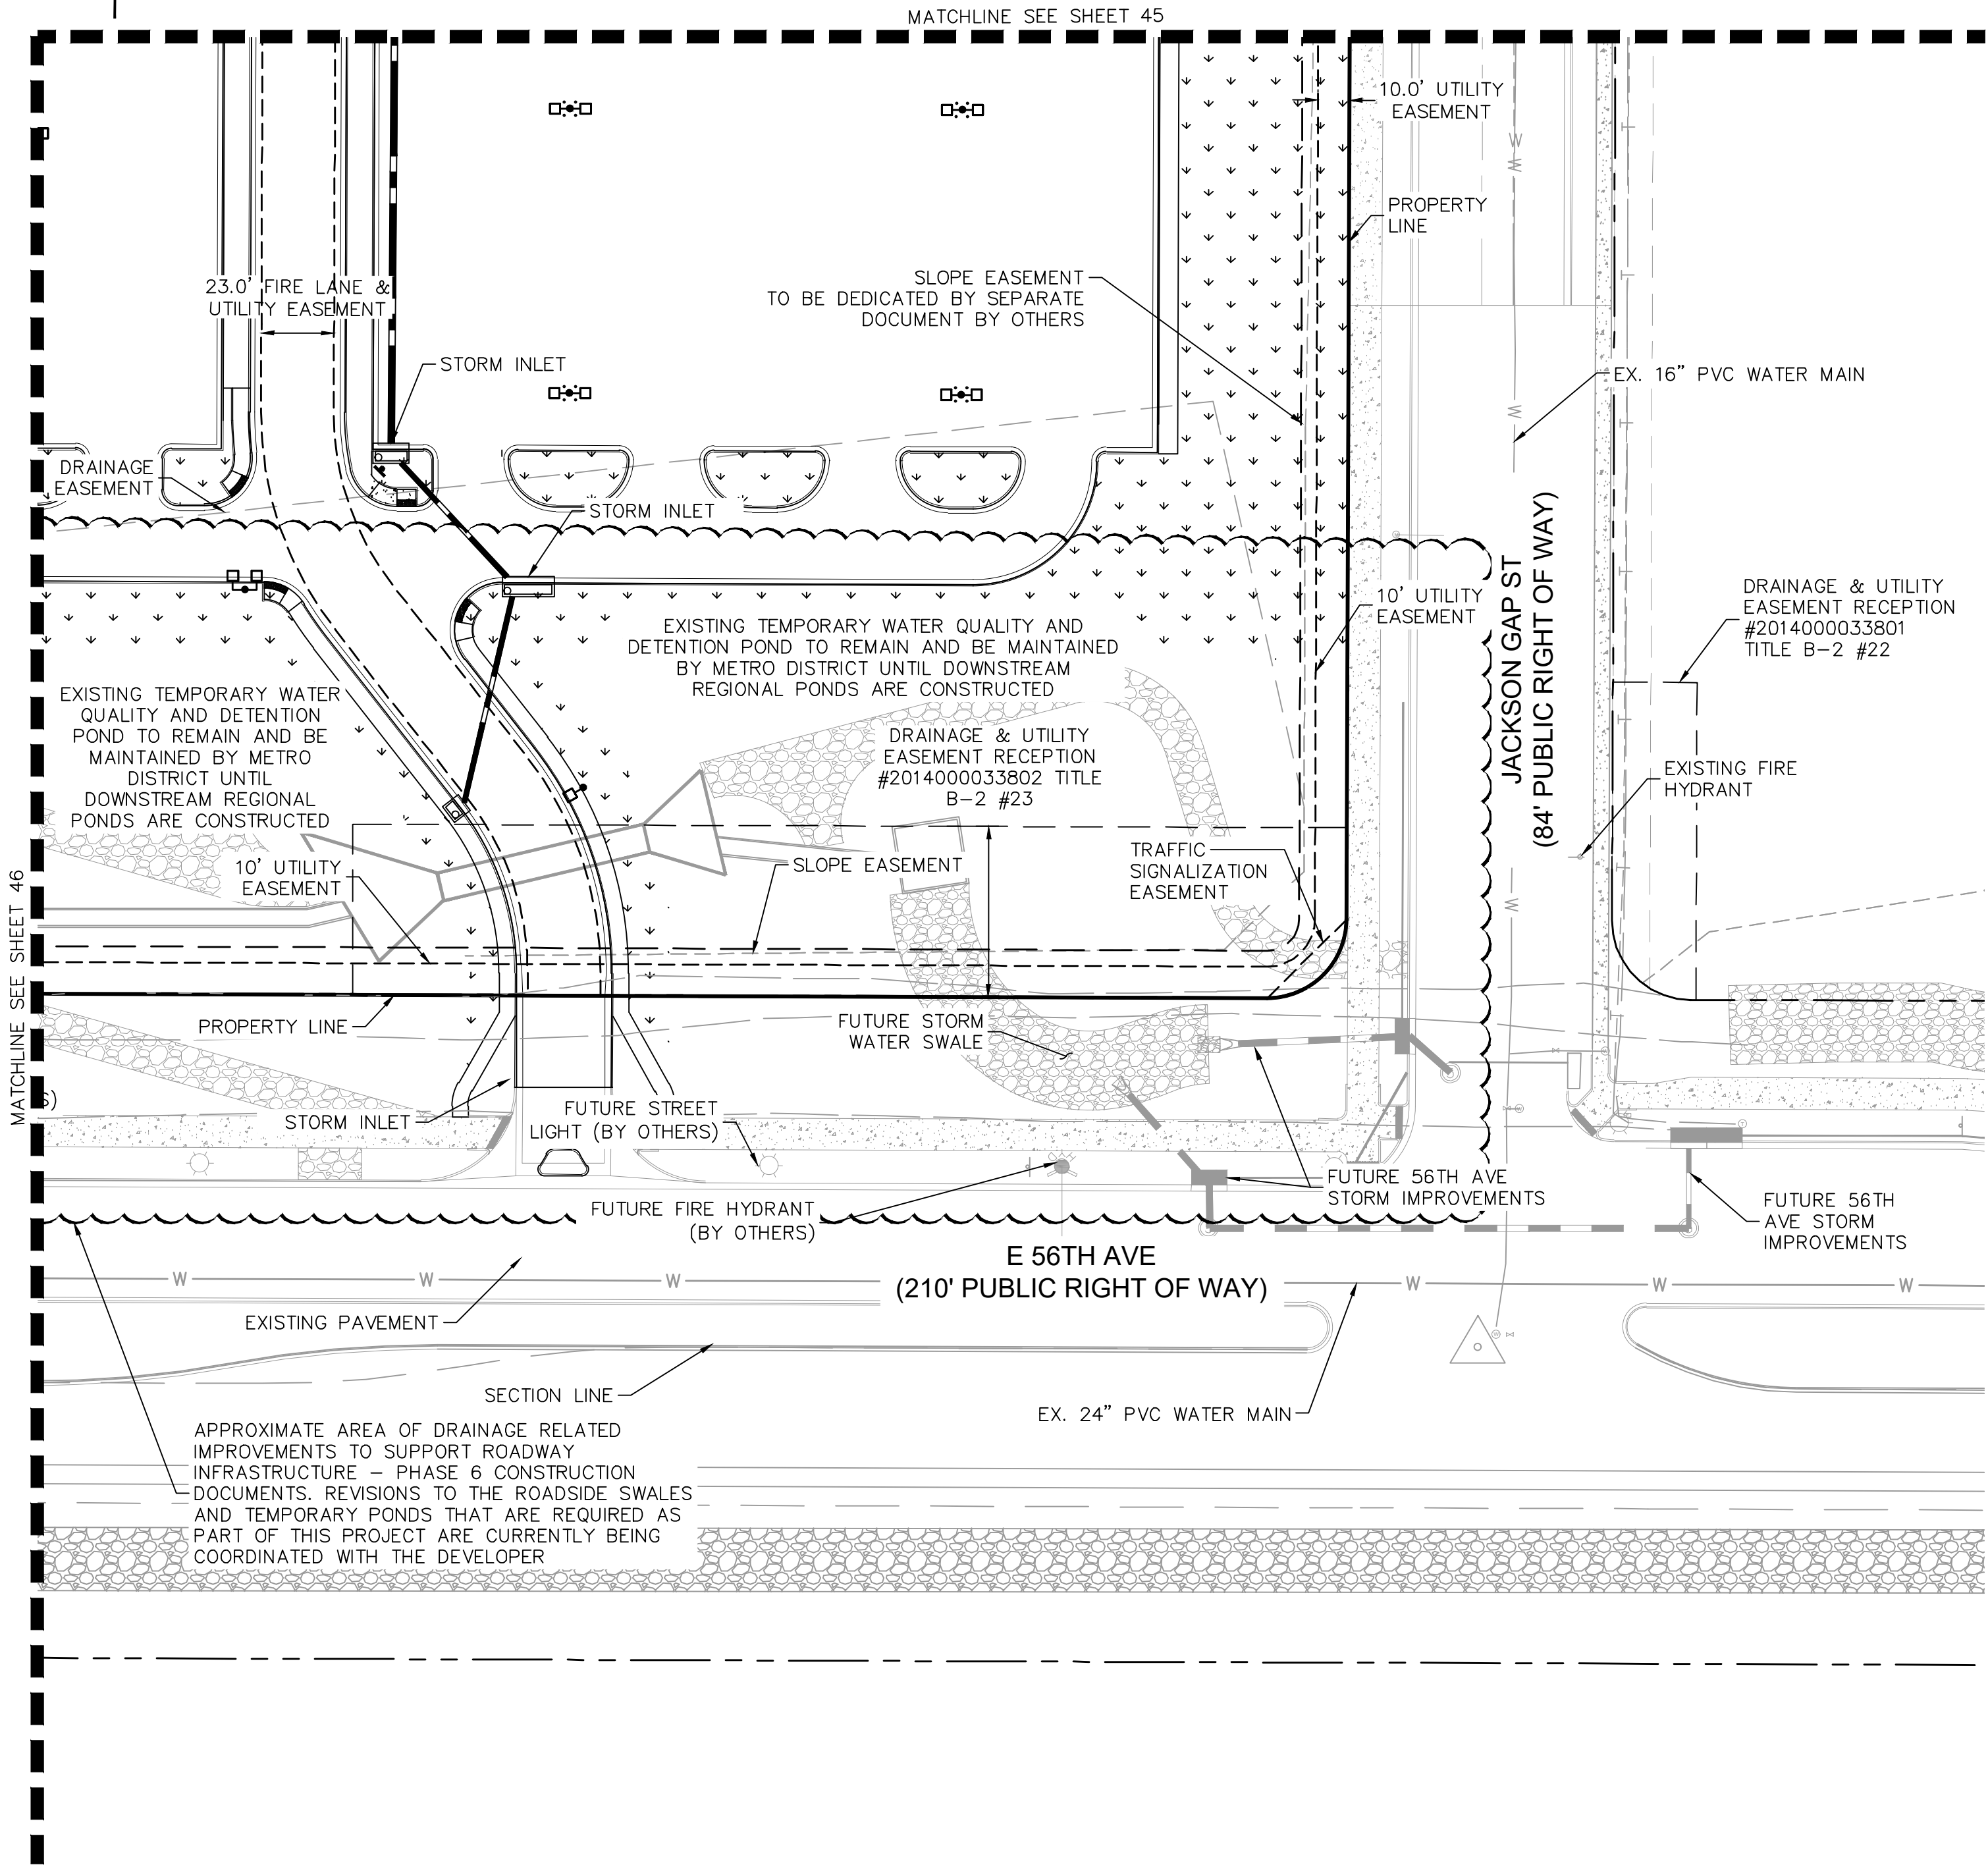 MATCHLINE SEE SHEET 45
10.0' UTILITY
EASEMENT
PROPERTY
LINE
23.0' FIRE LANE &
UTILITY EASEMENT
SLOPE EASEMENT
TO BE DEDICATED BY SEPARATE
DOCUMENT BY OTHERS
STORM INLET
EX. 16" PVC WATER MAIN
W
W
W
DRAINAGE
EASEMENT
STORM INLET
JACKSON GAP ST
(84' PUBLIC RIGHT OF WAY)
10' UTILITY
EASEMENT
DRAINAGE & UTILITY
EASEMENT RECEPTION
#2014000033801
TITLE B-2 #22
EXISTING TEMPORARY WATER QUALITY AND
DETENTION POND TO REMAIN AND BE MAINTAINED
BY METRO DISTRICT UNTIL DOWNSTREAM
REGIONAL PONDS ARE CONSTRUCTED
EXISTING TEMPORARY WATER
QUALITY AND DETENTION
POND TO REMAIN AND BE
MAINTAINED BY METRO
DISTRICT UNTIL
DOWNSTREAM REGIONAL
PONDS ARE CONSTRUCTED
DRAINAGE & UTILITY
EASEMENT RECEPTION
#2014000033802 TITLE
B-2 #23
EXISTING FIRE
HYDRANT
10' UTILITY
EASEMENT
SLOPE EASEMENT
TRAFFIC
SIGNALIZATION
EASEMENT
W
MATCHLINE SEE SHEET 46
PROPERTY LINE
FUTURE STORM
WATER SWALE
S)
STORM INLET
FUTURE STREET
LIGHT (BY OTHERS)
FUTURE 56TH AVE
STORM IMPROVEMENTS
FUTURE 56TH
AVE STORM
IMPROVEMENTS
FUTURE FIRE HYDRANT
(BY OTHERS)
E 56TH AVE
(210' PUBLIC RIGHT OF WAY)
W W W W W W
EXISTING PAVEMENT
SECTION LINE
EX. 24" PVC WATER MAIN
APPROXIMATE AREA OF DRAINAGE RELATED
IMPROVEMENTS TO SUPPORT ROADWAY
INFRASTRUCTURE – PHASE 6 CONSTRUCTION
DOCUMENTS. REVISIONS TO THE ROADSIDE SWALES
AND TEMPORARY PONDS THAT ARE REQUIRED AS
PART OF THIS PROJECT ARE CURRENTLY BEING
COORDINATED WITH THE DEVELOPER